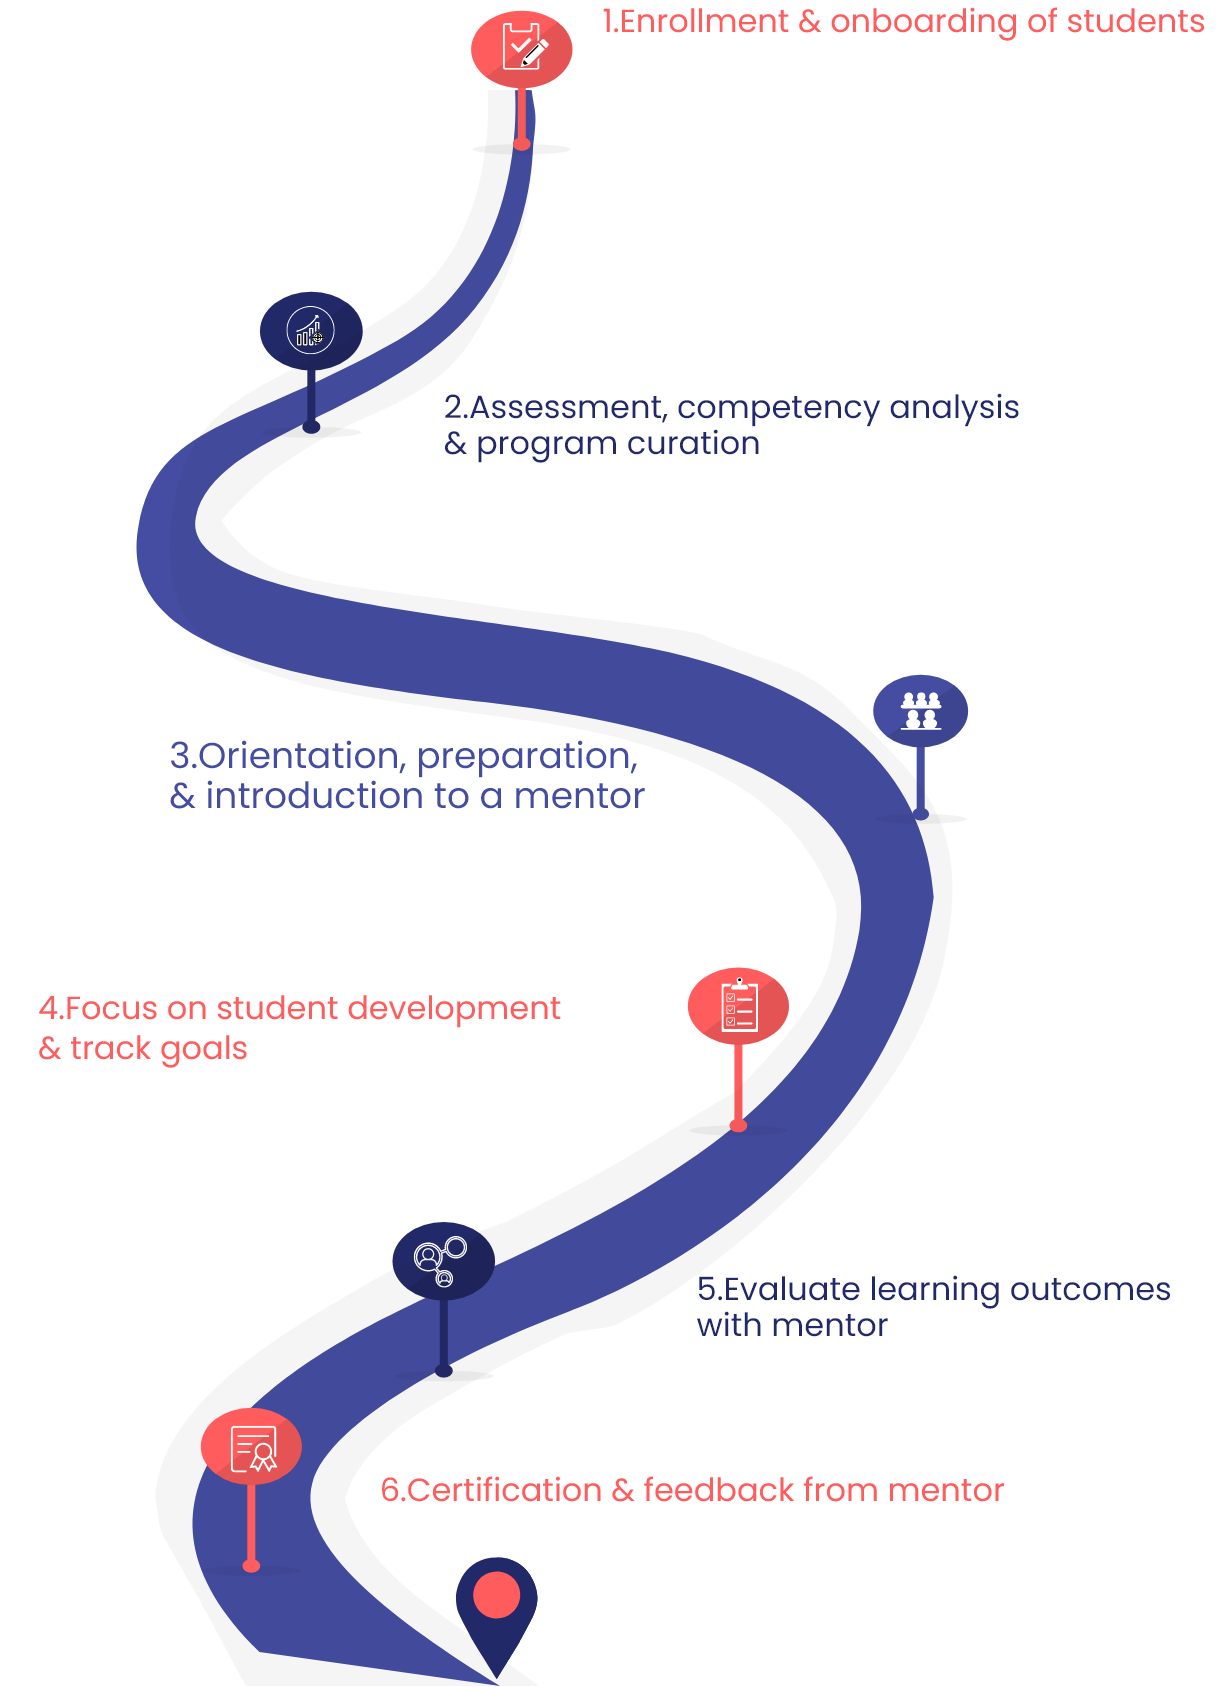 1.Enrollment & onboarding of students
2.Assessment, competency analysis
& program curation
3.Orientation, preparation,
& introduction to a mentor
4.Focus on student development
& track goals
5.Evaluate learning outcomes
with mentor
6.Certification & feedback from mentor